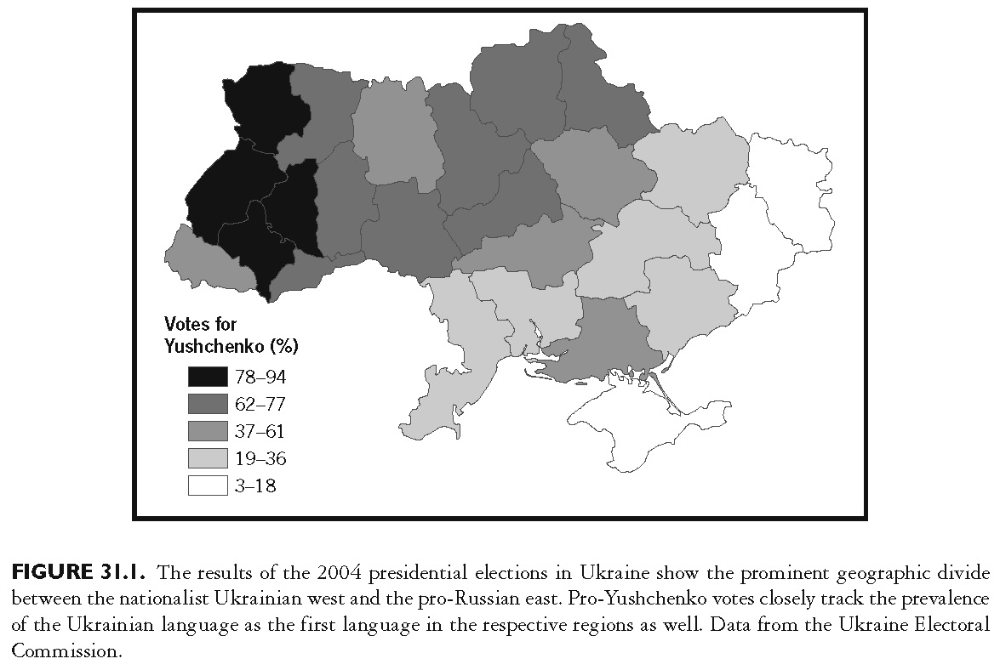 Votes for
Yushchenko (%)
78–94
62–77
37–61
19–36
3–18
FIGURE 31.1. The results of the 2004 presidential elections in Ukraine show the prominent geographic divide
between the nationalist Ukrainian west and the pro-Russian east. Pro-Yushchenko votes closely track the prevalence
of the Ukrainian language as the first language in the respective regions as well. Data from the Ukraine Electoral
Commission.